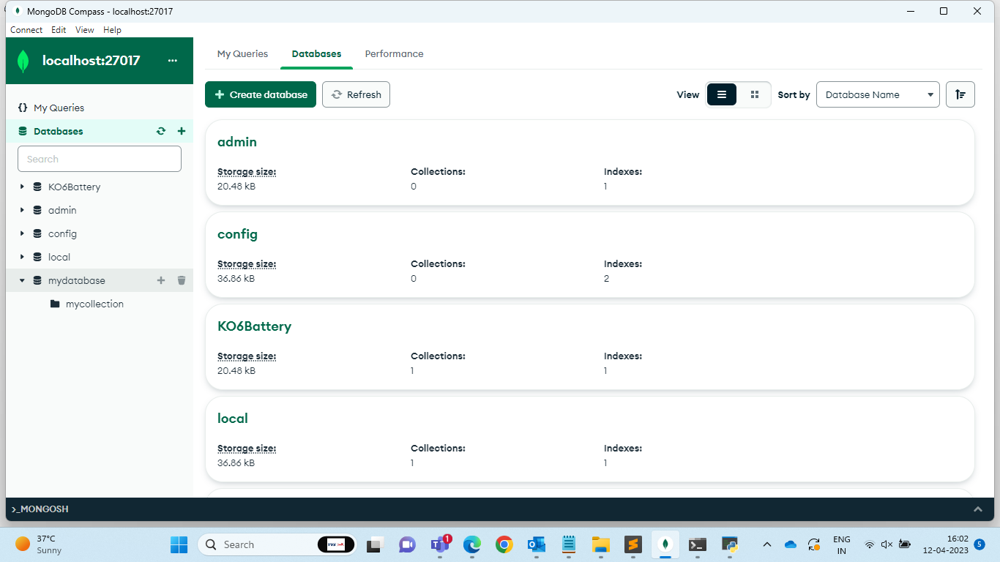 MongoDB Compass - localhost:27017
Connect Edit View Help
localhost:27017 ...
My Queries Databases Performance
+ Create database Refresh View Sort by Database Name
{} My Queries
Databases
Search
KO6Battery
admin
config
local
mydatabase
mycollection
admin
Storage size: Collections: Indexes:
20.48 kB 0 1
config
Storage size: Collections: Indexes:
36.86 kB 0 2
KO6Battery
Storage size: Collections: Indexes:
20.48 kB 1 1
local
Storage size: Collections: Indexes:
36.86 kB 1 1
>_MONGOSH
37°C
Sunny
Search
TVS
1
ENG
IN
16:02
12-04-2023
5